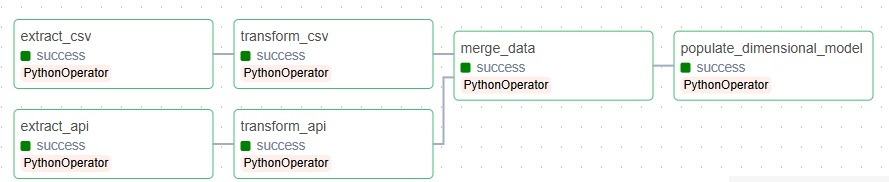 extract_csv
success
PythonOperator
transform_csv
success
PythonOperator
merge_data
success
PythonOperator
populate_dimensional_model
success
PythonOperator
extract_api
success
PythonOperator
transform_api
success
PythonOperator